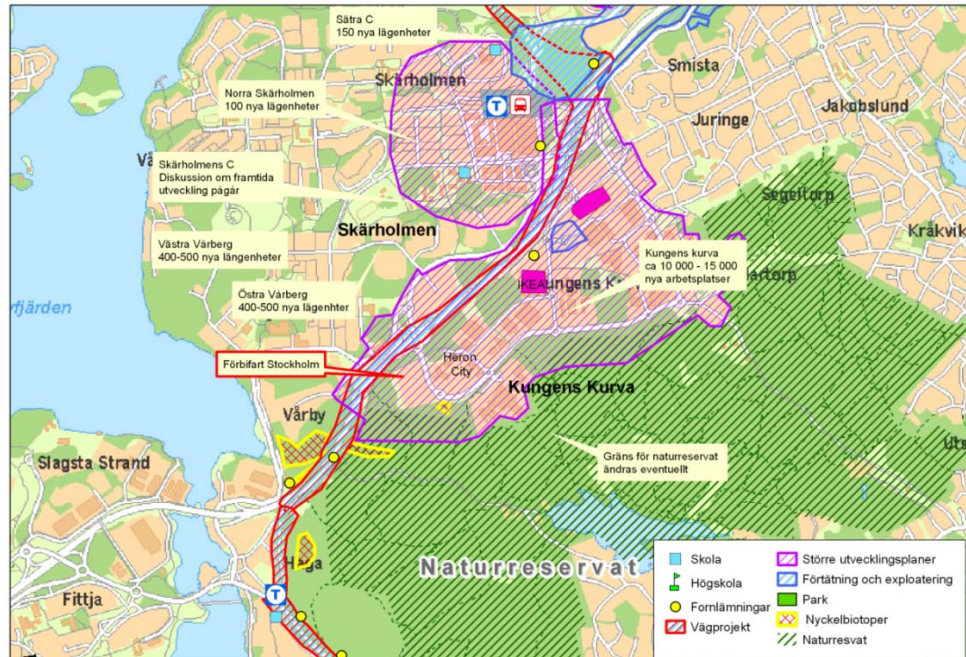 Sätra C
150 nya lägenheter
Skärholmen
Smista
Norra Skärholmen
100 nya lägenheter
T
Jakobslund
Juringe
Skärholmens C
Diskussion om framtida
utveckling pågår
Segeltorp
Skärholmen
Kråkvik
Västra Vårberg
400-500 nya längenheter
Kungens kurva
ca 10 000 - 15 000
nya arbetsplatser
IKEA
Östra Vårberg
400-500 nya lägenhter
Förbifart Stockholm
Heron
City
Kungens Kurva
Vårby
Gräns för naturreservat
ändras eventuellt
Slagsta Strand
Naturreservat
Fittja
T
Skola
Högskola
Fornlämningar
Vägprojekt
Större utvecklingsplaner
Förtätning och exploatering
Park
Nyckelbiotoper
Naturresvat